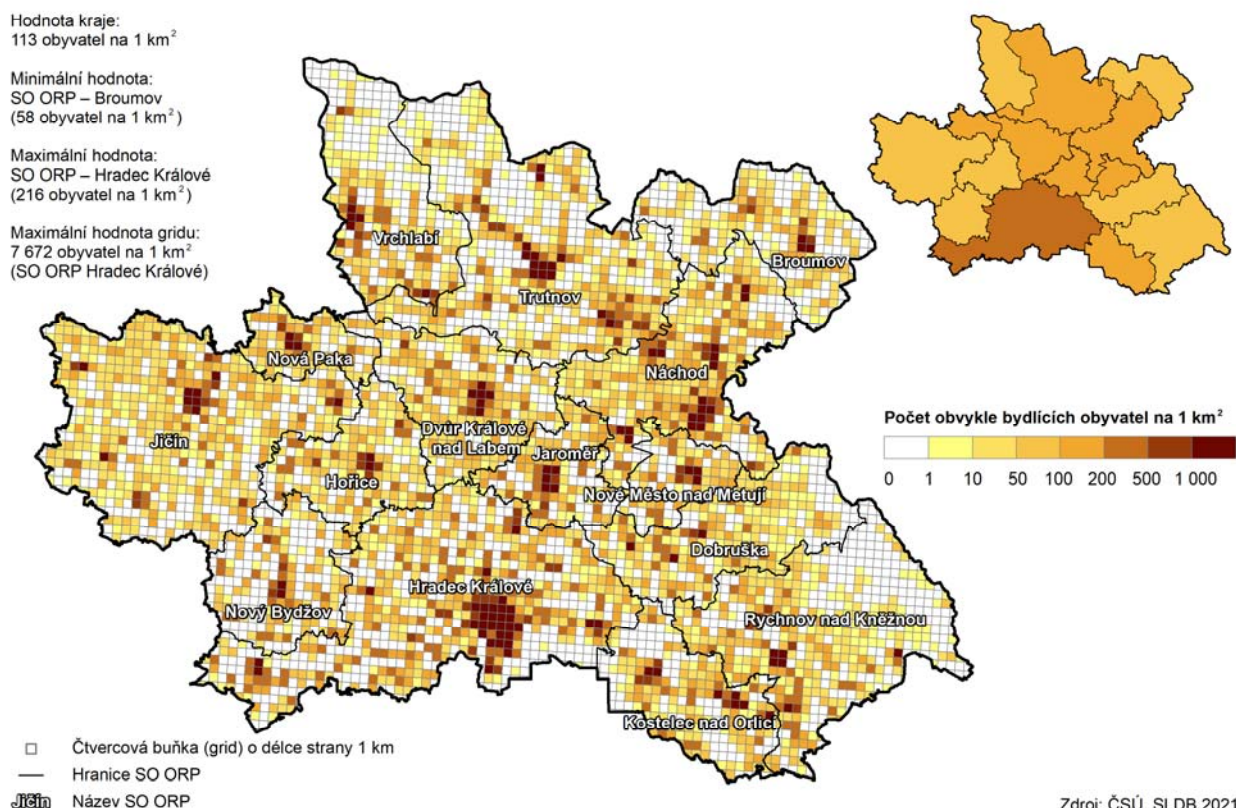 Hodnota kraje:
113 obyvatel na 1 km²
Minimální hodnota:
SO ORP – Broumov
(58 obyvatel na 1 km²)
Maximální hodnota:
SO ORP – Hradec Králové
(216 obyvatel na 1 km²)
Maximální hodnota gridu:
7 672 obyvatel na 1 km²
(SO ORP Hradec Králové)
Vrchlabí
Broumov
Trutnov
Nová Paka
Náchod
Počet obvykle bydlících obyvatel na 1 km²
0 1 10 50 100 200 500 1 000
Jičín
Dvůr Králové
nad Labem
Jaroměř
Hořice
Nové Město nad Metují
Dobruška
Hradec Králové
Nový Bydžov
Rychnov nad Kněžnou
Kostelec nad Orlicí
Čtvercová buňka (grid) o délce strany 1 km
Hranice SO ORP
Jičín Název SO ORP
Zdroj: ČSÚ, SLDB 2021